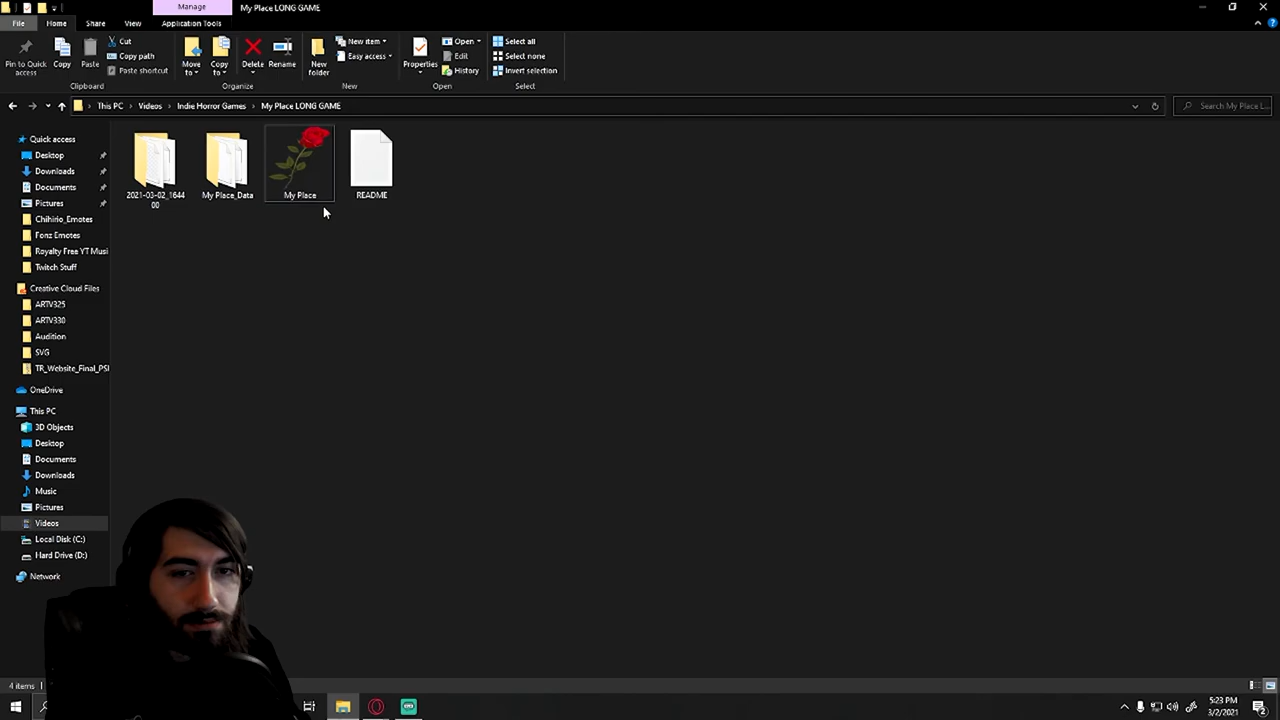 Manage
My Place LONG GAME
File
Home
Share
View
Application Tools
Pin to Quick
access
Copy
Paste
Cut
Copy path
Paste shortcut
Clipboard
Move
to
Copy
to
Delete
Rename
Organize
New
folder
New item
Easy access
New
Properties
Open
Edit
History
Open
Select all
Select none
Invert selection
Select
This PC > Videos > Indie Horror Games > My Place LONG GAME
Search My Place L...
Quick access
Desktop
Downloads
Documents
Pictures
Chihirio_Emotes
Fonz Emotes
Royalty Free YT Musi
Twitch Stuff
Creative Cloud Files
ARTV325
ARTV330
Audition
SVG
TR_Website_Final_PS
OneDrive
This PC
3D Objects
Desktop
Documents
Downloads
Music
Pictures
Videos
Local Disk (C:)
Hard Drive (D:)
Network
2021-03-02_1644
00
My Place_Data
My Place
README
4 items
5:23 PM
3/2/2021
2